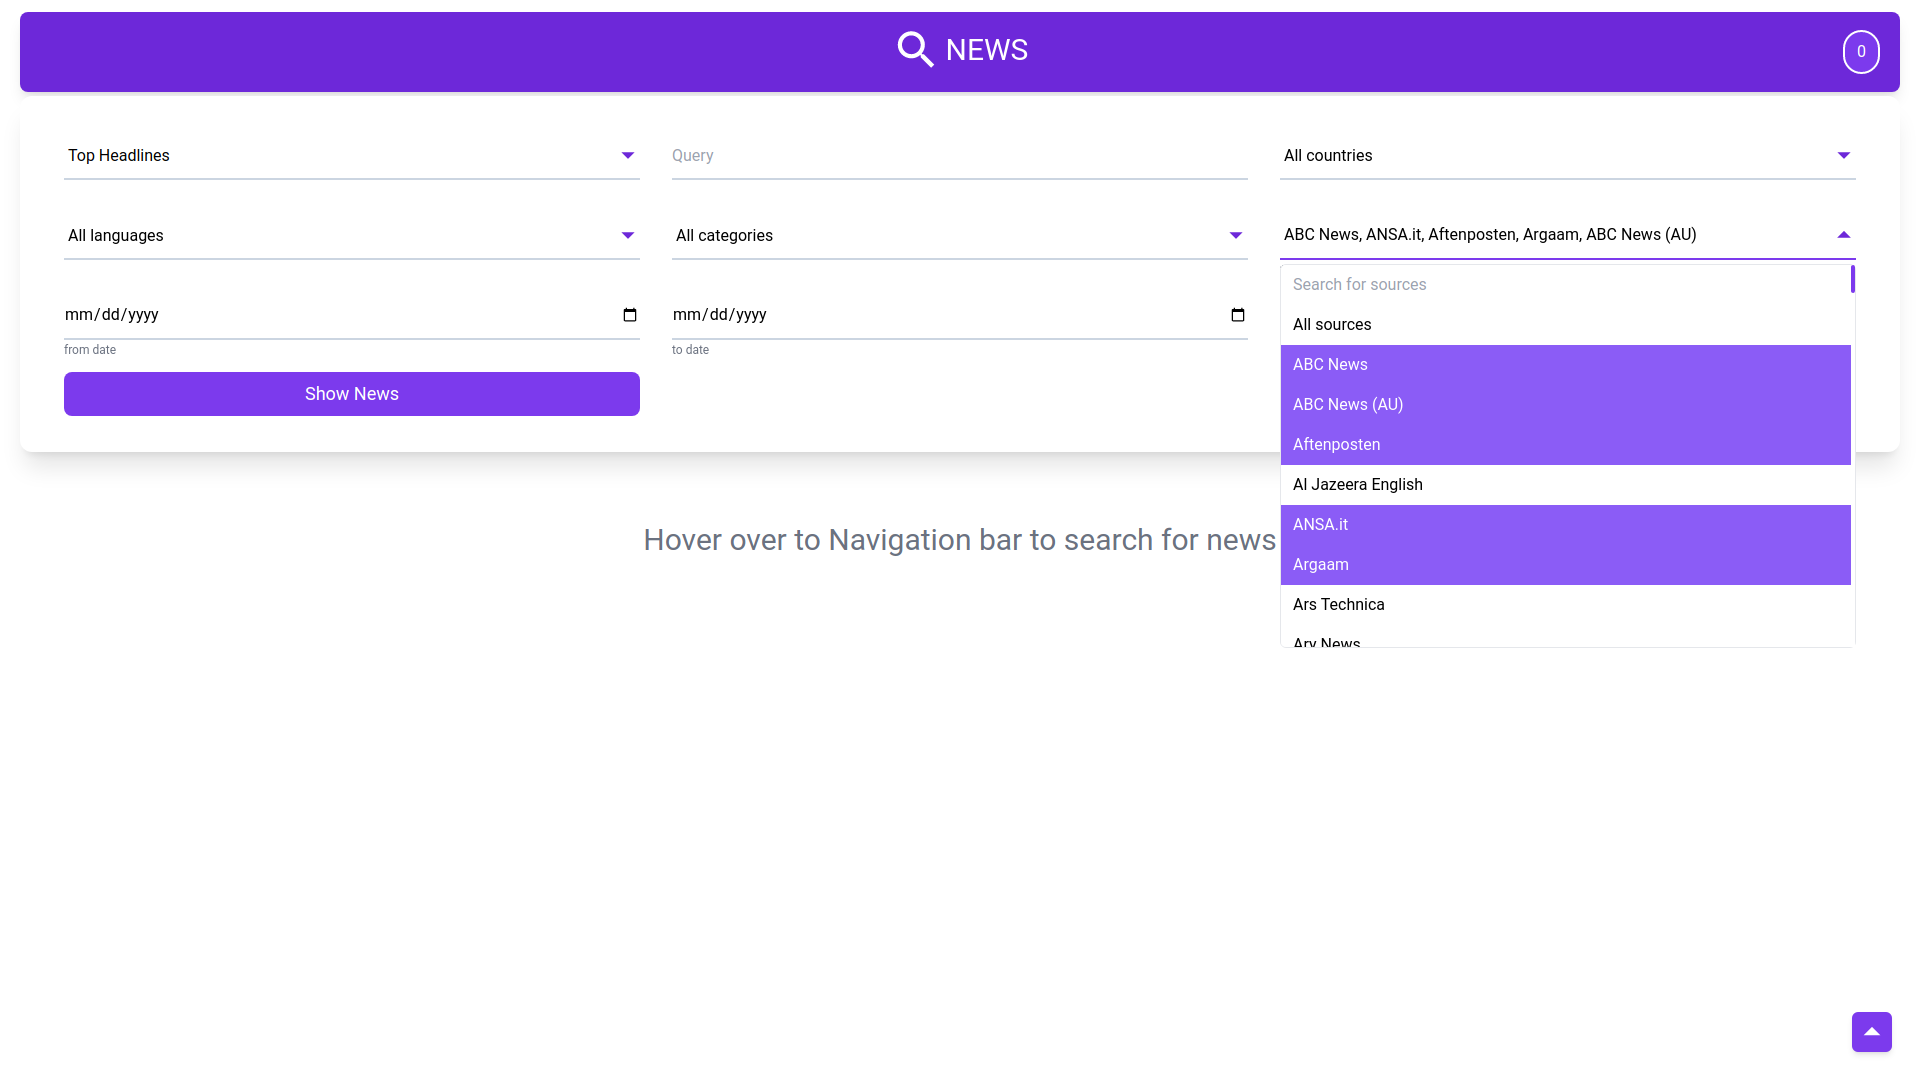 NEWS
0
Top Headlines
Query
All countries
All languages
All categories
ABC News, ANSA.it, Aftenposten, Argaam, ABC News (AU)
mm/dd/yyyy
from date
mm/dd/yyyy
to date
Show News
Search for sources
All sources
ABC News
ABC News (AU)
Aftenposten
Al Jazeera English
ANSA.it
Argaam
Ars Technica
Ary News
Hover over to Navigation bar to search for news